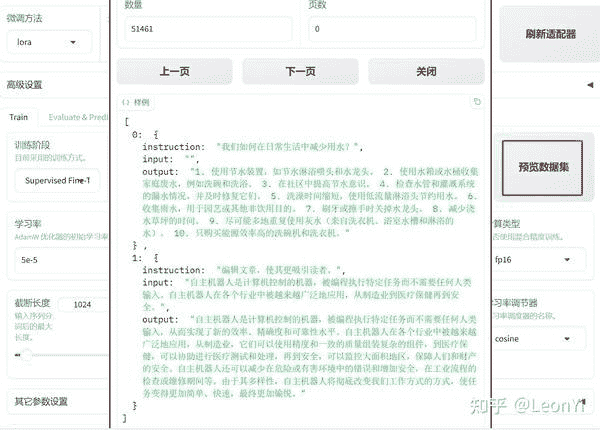 数量
51461
页数
0
微调方法
lora
刷新适配器
上一页
下一页
关闭
高级设置
样例
Train
Evaluate & Predi
[
0: {
instruction: "我们如何在日常生活中减少用水？",
input: "",
output: "1. 使用节水装置，如节水淋浴喷头和水龙头。 2. 使用水箱或水桶收集
家庭废水，例如洗碗和洗浴。 3. 在社区中提高节水意识。 4. 检查水管和灌溉系统
的漏水情况，并及时修复它们。 5. 洗澡时间缩短，使用低流量淋浴头节约用水。 6.
收集雨水，用于园艺或其他非饮用目的。 7. 刷牙或擦手时关掉水龙头。 8. 减少浇
水草坪的时间。 9. 尽可能多地重复使用灰水（来自洗衣机、浴室水槽和淋浴的
水）。 10. 只购买能源效率高的洗碗机和洗衣机。"
} ,
1: {
instruction: "编辑文章，使其更吸引读者。",
input: "自主机器人是计算机控制的机器，被编程执行特定任务而不需要任何人类
输入。自主机器人在各个行业中被越来越广泛地应用，从制造业到医疗保健再到安
全。",
output: "自主机器人是计算机控制的机器，被编程执行特定任务而不需要任何人类
输入，从而实现了新的效率、精确度和可靠性水平。自主机器人在各个行业中被越来越
广泛地应用，从制造业，它们可以使用精度和一致的质量组装复杂的组件，到医疗保
健，可以协助进行医疗测试和处理，再到安全，可以监控大面积地区，保障人们和财产
的安全。自主机器人还可以减少在危险或有害环境中的错误和增加安全，在工业流程的
检查或维修期间等。由于其多样性，自主机器人将彻底改变我们工作方式的方式，使任
务变得更加简单、快速，最终更加愉悦。"
}
]
训练阶段
目前采用的训练方式。
Supervised Fine-T
预览数据集
学习率
AdamW 优化器的初始学习率
5e-5
算类型
否使用混合精度训练。
fp16
截断长度
1024
输入序列分
词后的最大
长度。
学习率调节器
率调度器的名称。
cosine
其它参数设置
知乎 @LeonYi